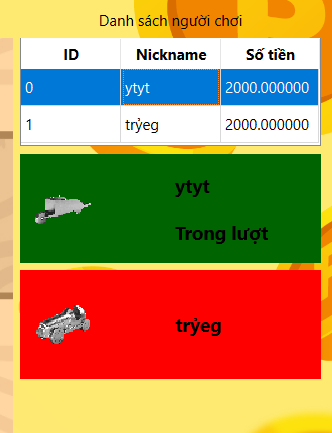 Danh sách người chơi
ID Nickname Số tiền
0 ytyt 2000.000000
1 trỷeg 2000.000000
ytyt
Trong lượt
trỷeg